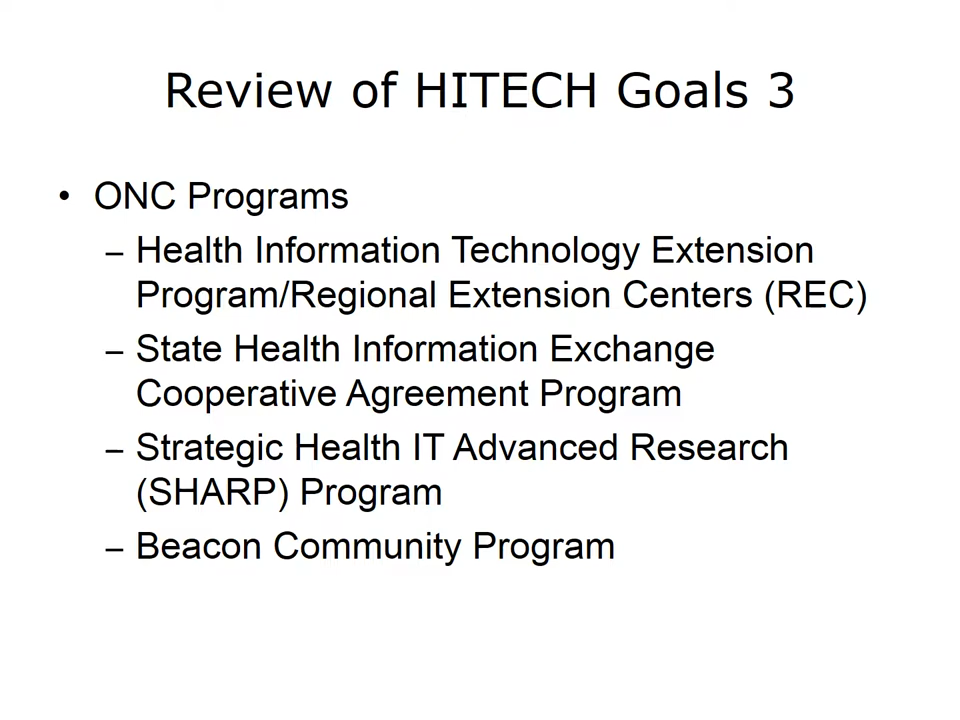 Review of HITECH Goals 3
• ONC Programs
– Health Information Technology Extension
Program/Regional Extension Centers (REC)
– State Health Information Exchange
Cooperative Agreement Program
– Strategic Health IT Advanced Research
(SHARP) Program
– Beacon Community Program